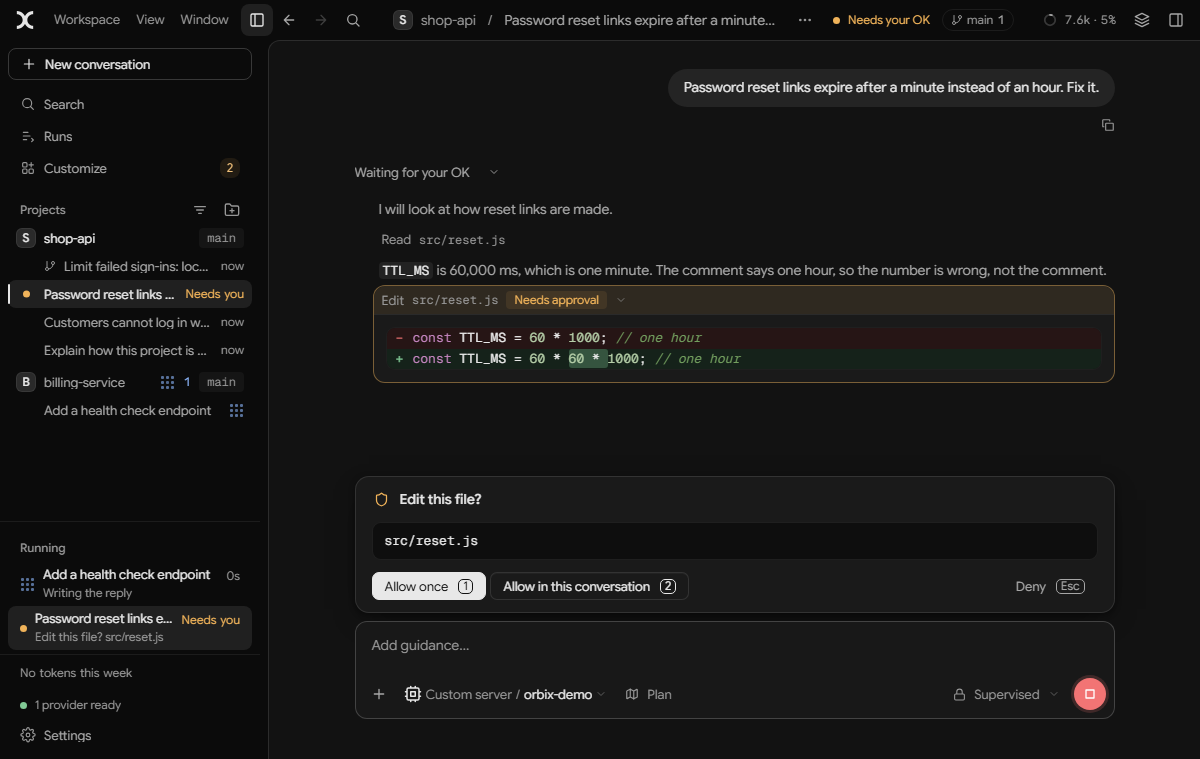 Workspace View Window
S shop-api / Password reset links expire after a minute... ... Needs your OK main 1 7.6k · 5%
New conversation
Search
Runs
Customize 2
Projects
S shop-api main
Limit failed sign-ins: loc... now
Password reset links ... Needs you
Customers cannot log in w... now
Explain how this project is ... now
B billing-service 1 main
Add a health check endpoint
Running
Add a health check endpoint 0s
Writing the reply
Password reset links e... Needs you
Edit this file? src/reset.js
No tokens this week
1 provider ready
Settings
Password reset links expire after a minute instead of an hour. Fix it.
Waiting for your OK
I will look at how reset links are made.
Read src/reset.js
TTL_MS is 60,000 ms, which is one minute. The comment says one hour, so the number is wrong, not the comment.
Edit src/reset.js Needs approval
- const TTL_MS = 60 * 1000; // one hour
+ const TTL_MS = 60 * 60 * 1000; // one hour
Edit this file?
src/reset.js
Allow once 1 Allow in this conversation 2 Deny Esc
Add guidance...
+ Custom server / orbix-demo Plan Supervised